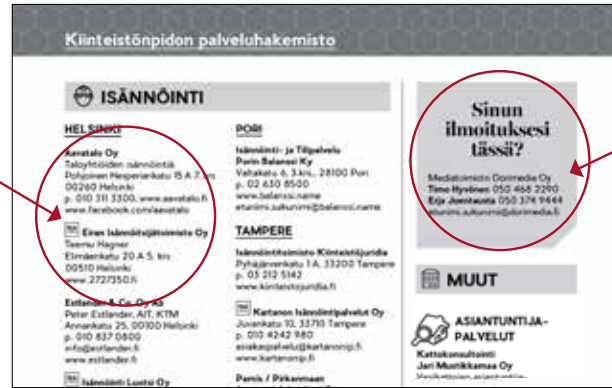 Kiinteistönpidon palveluhakemisto
ISÄNNÖINTI
HELSINKI
Aavatalo Oy
Taloyhtiöiden isännöintiä
Pohjoinen Hesperiankatu 15 A 7. krs
00260 Helsinki
p. 010 311 3300, www.aavatalo.fi
www.facebook.com/aavatalo
Eiran Isännöitsijätoimisto Oy
Teemu Hagner
Elimäenkatu 20 A 5. krs
00510 Helsinki
www.2727350.fi
Estlander & Co. Oy Ab
Peter Estlander, AIT, KTM
Annankatu 25, 00100 Helsinki
p. 010 837 0800
info@estlander.fi
www.estlander.fi
Isännöinti Luotsi Oy
PORI
Isännöinti- ja Tilipalvelu
Porin Balanssi Ky
Valtakatu 6, 3.krs., 28100 Pori
p. 02 630 8500
www.balanssi.name
etunimi.sukunimi@balanssi.name
TAMPERE
Isännöintitoimisto Kiinteistöjuridia
Pyhäjärvenkatu 1 A, 33200 Tampere
p. 03 212 5142
www.kiinteistojuridia.fi
Kartanon Isännöintipalvelut Oy
Juvankatu 10, 33710 Tampere
p. 010 4242 980
asiakaspalvelu@kartanonip.fi
www.kartanonip.fi
Pamis / Pirkanmaan
Sinun
ilmoituksesi
tässä?
Mediatoimisto Dorimedia Oy
Timo Hyvönen 050 468 2290
Erja Juntausta 050 374 9444
etunimi.sukunimi@dorimedia.fi
MUUT
ASIANTUNTIJA-
PALVELUT
Kattokonsultointi
Jari Mustikkamaa Oy